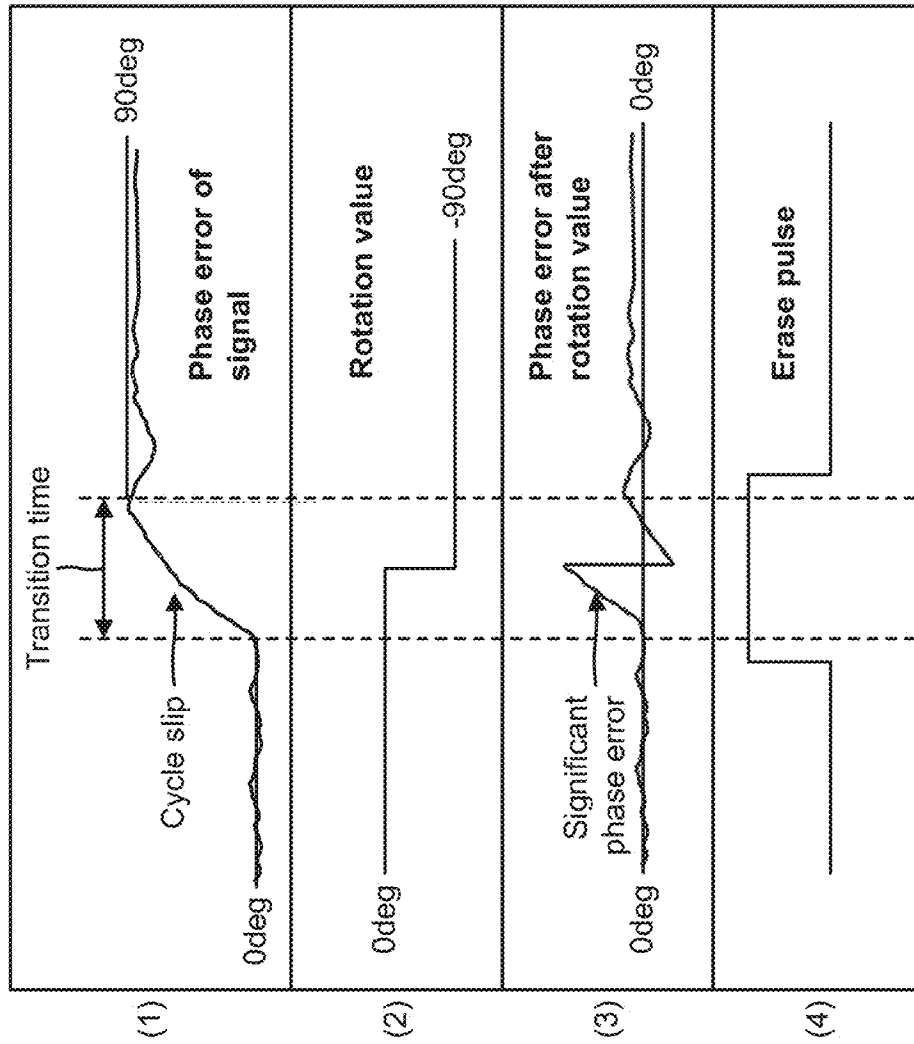 Transition time
(1)
0deg
Cycle slip
Phase error of
signal
90deg
(2)
0deg
Rotation value
-90deg
(3)
0deg
Significant
phase error
Phase error after
rotation value
0deg
(4)
Erase pulse